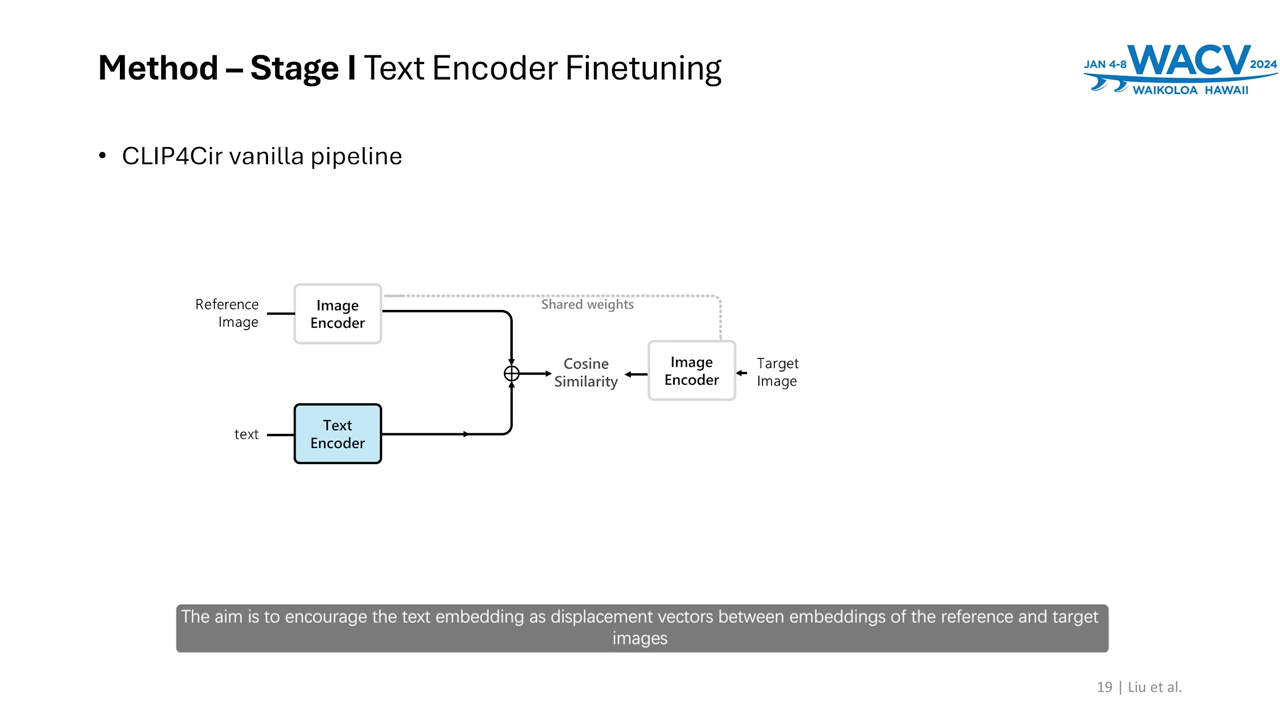 Method – Stage I Text Encoder Finetuning
JAN 4-8 WACV 2024
WAIKOLOA HAWAII
• CLIP4Cir vanilla pipeline
Reference
Image
Image
Encoder
Shared weights
Cosine
Similarity
Image
Encoder
Target
Image
text
Text
Encoder
The aim is to encourage the text embedding as displacement vectors between embeddings of the reference and target
images
19 | Liu et al.